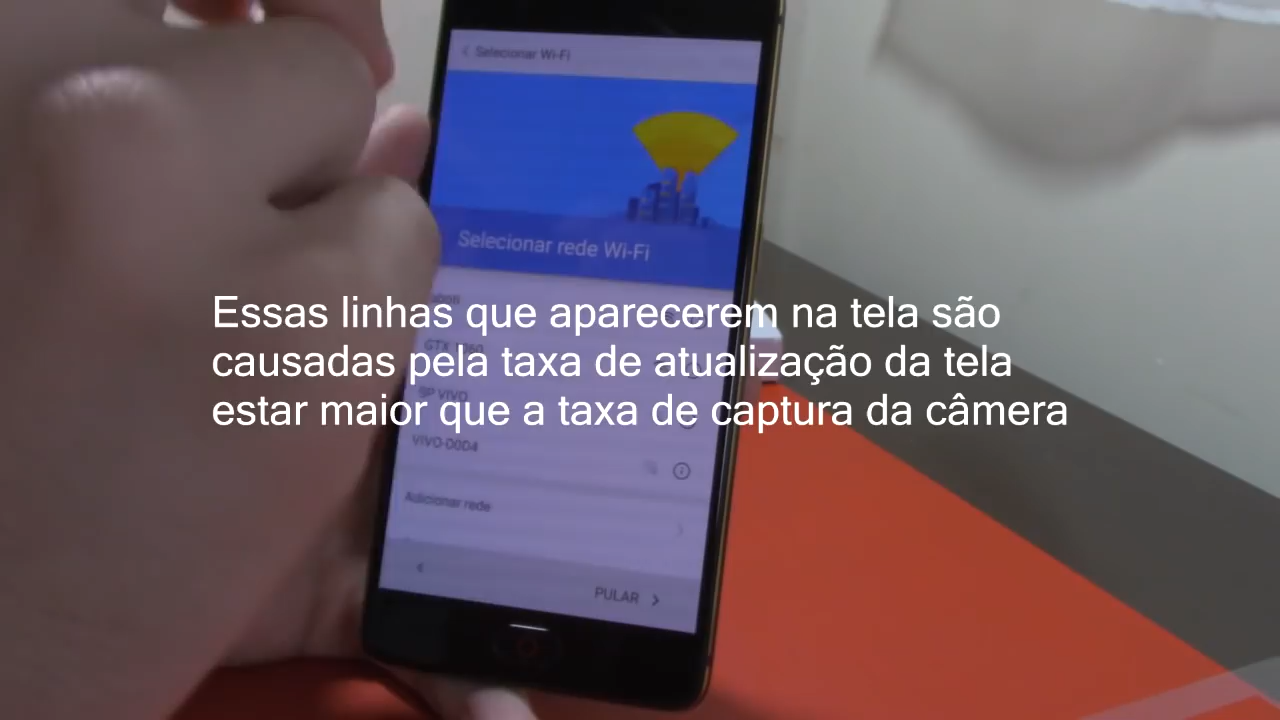 Selecionar Wi-Fi
Selecionar rede Wi-Fi
Essas linhas que aparecerem na tela são
causadas pela taxa de atualização da tela
estar maior que a taxa de captura da câmera
VIVO-D0D4
Adicionar rede
PULAR